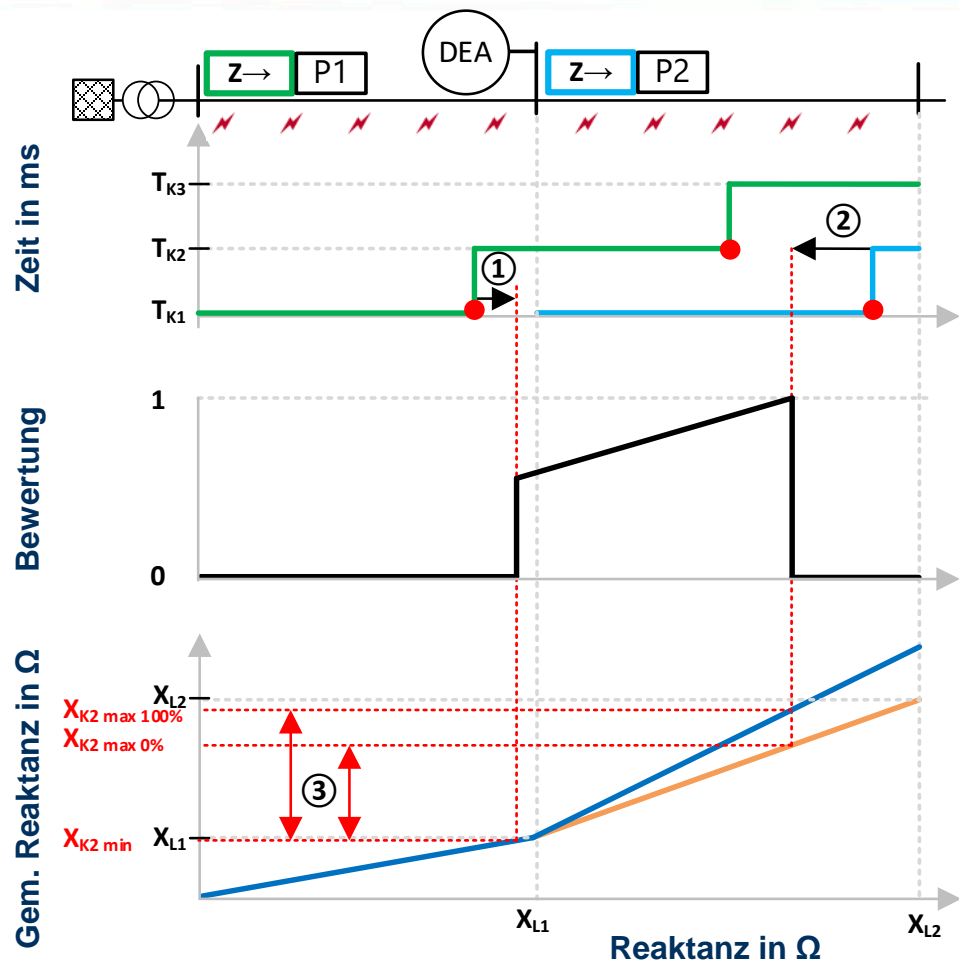 DEA
Z→ P1
Z→ P2
Zeit in ms
T_K3
T_K2
T_K1
①
②
Bewertung
1
0
Gem. Reaktanz in Ω
X_L2
X_K2 max 100%
X_K2 max 0%
③
X_K2 min
X_L1
X_L1
X_L2
Reaktanz in Ω